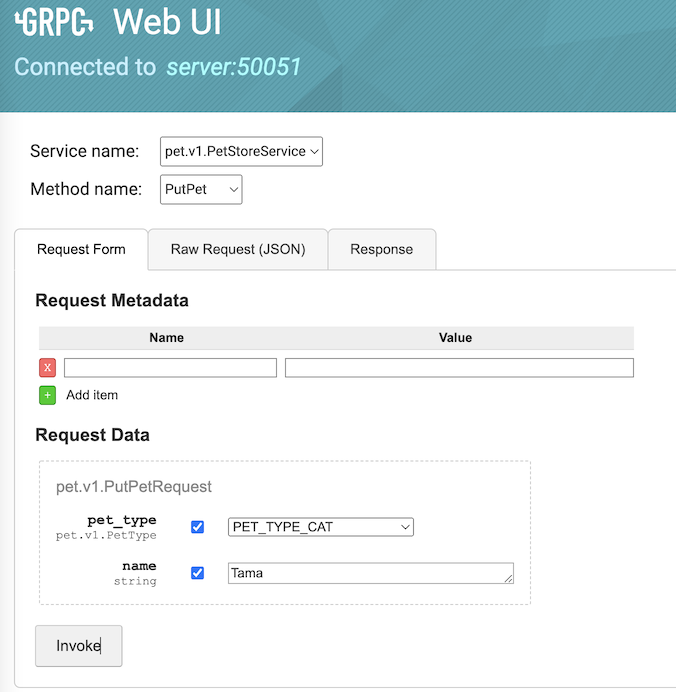 GRPC Web UI
Connected to server:50051
Service name: pet.v1.PetStoreService
Method name: PutPet
Request Form Raw Request (JSON) Response
Request Metadata
Name Value
X
+ Add item
Request Data
pet.v1.PutPetRequest
pet_type PET_TYPE_CAT
pet.v1.PetType
name Tama
string
Invoke